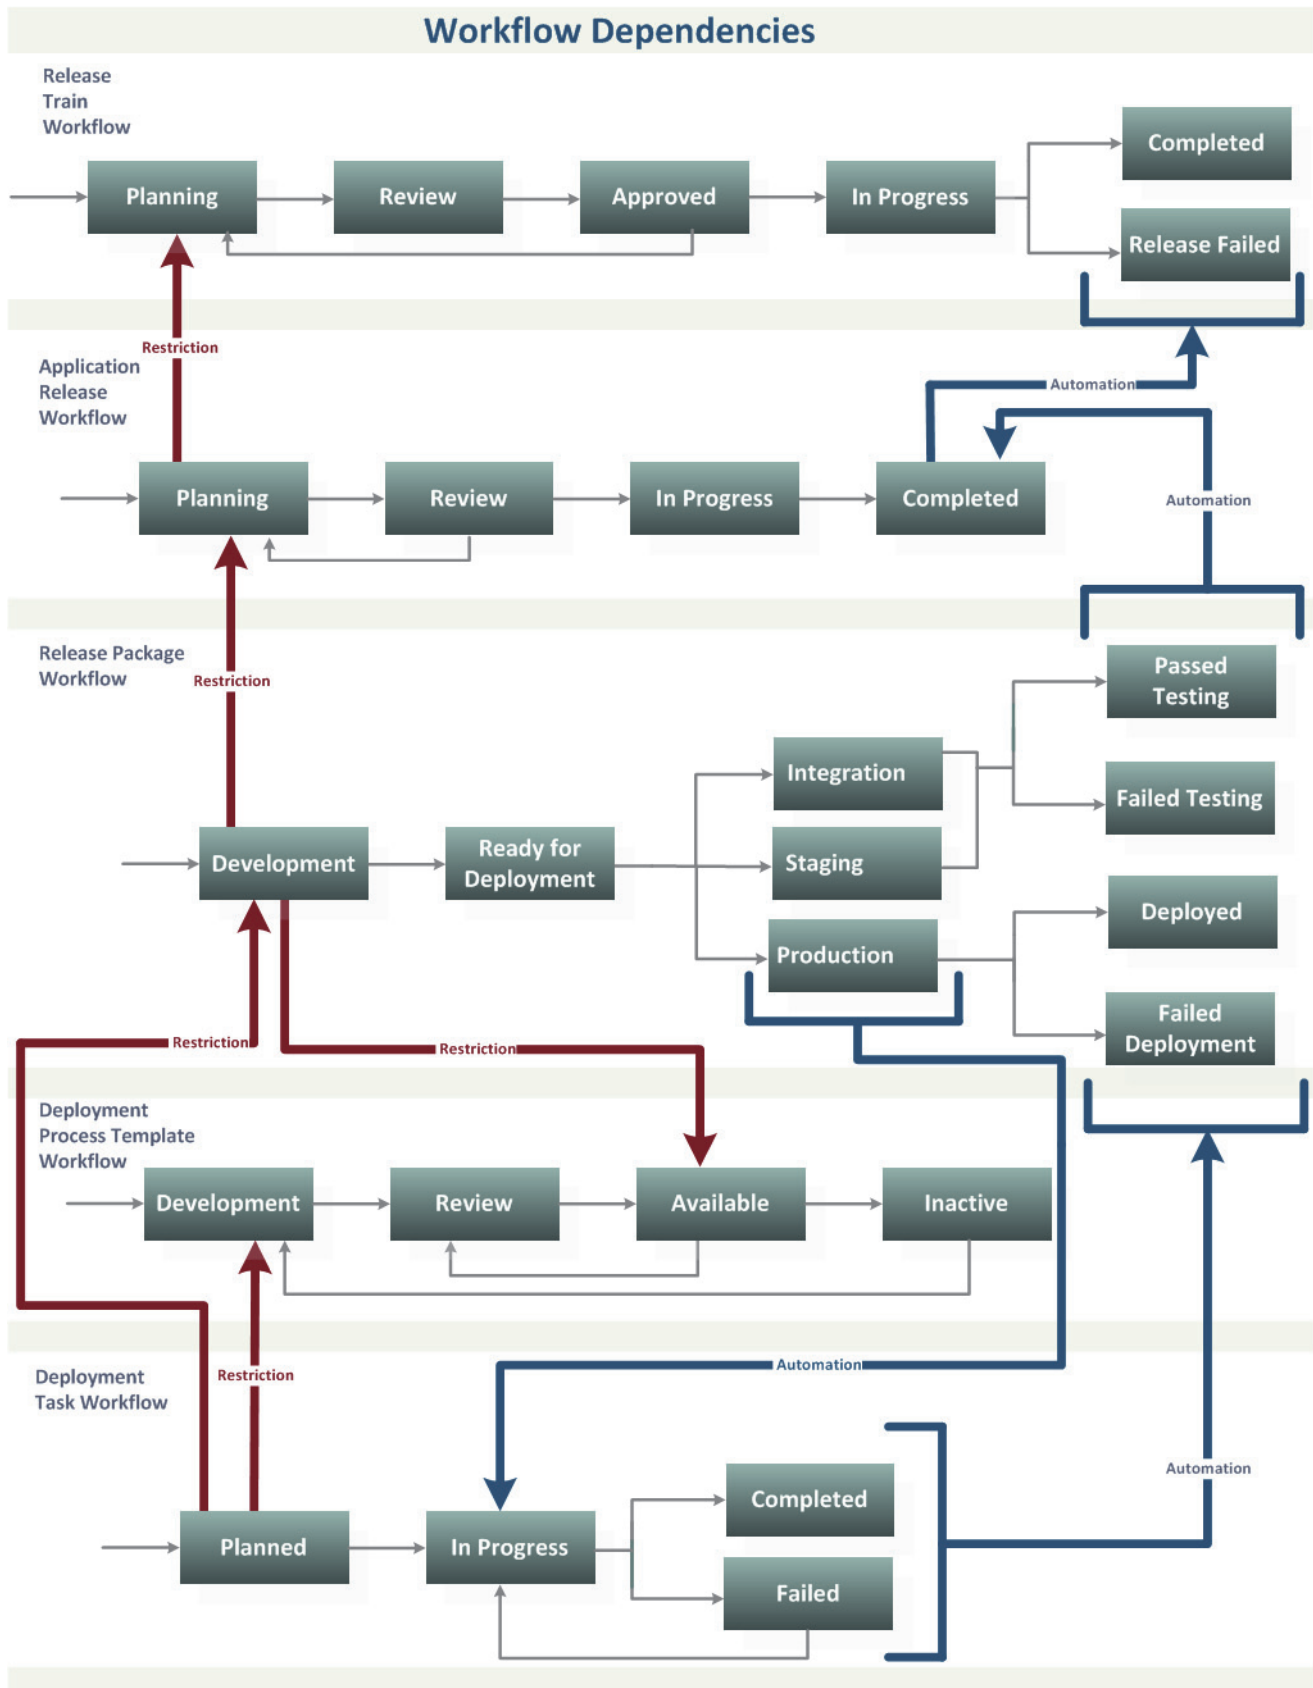 Workflow Dependencies
Release
Train
Workflow
Completed
Planning
Review
Approved
In Progress
Release Failed
Restriction
Application
Release
Workflow
Automation
Planning
Review
In Progress
Completed
Automation
Release Package
Workflow
Restriction
Passed
Testing
Integration
Failed Testing
Development
Ready for
Deployment
Staging
Deployed
Production
Failed
Deployment
Restriction
Restriction
Deployment
Process Template
Workflow
Development
Review
Available
Inactive
Deployment
Task Workflow
Restriction
Automation
Automation
Completed
Planned
In Progress
Failed